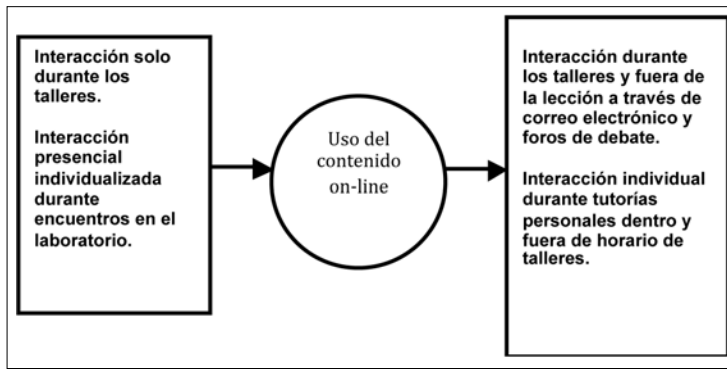 Interacción solo
durante los
talleres.
Interacción
presencial
individualizada
durante
encuentros en el
laboratorio.
Uso del
contenido
on-line
Interacción durante
los talleres y fuera de
la lección a través de
correo electrónico y
foros de debate.
Interacción individual
durante tutorías
personales dentro y
fuera de horario de
talleres.